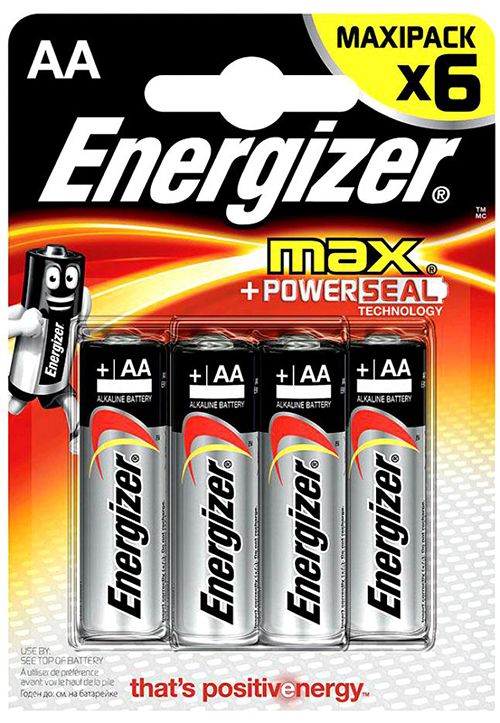 AA
MAXIPACK
x6
Energizer®
TM
MC
max®
+POWERSEAL
TECHNOLOGY
Energizer
+ AA
ALKALINE BATTERY
Energizer®
+ AA
ALKALINE BATTERY
Energizer®
+ AA
ALKALINE BATTERY
Energizer®
+ AA
ALKALINE BATTERY
Energizer®
USE BY:
SEE TOP OF BATTERY
À utiliser de préférence
avant voir le haut de la pile
Годен до: см. на батарейке
that's positivenergy™